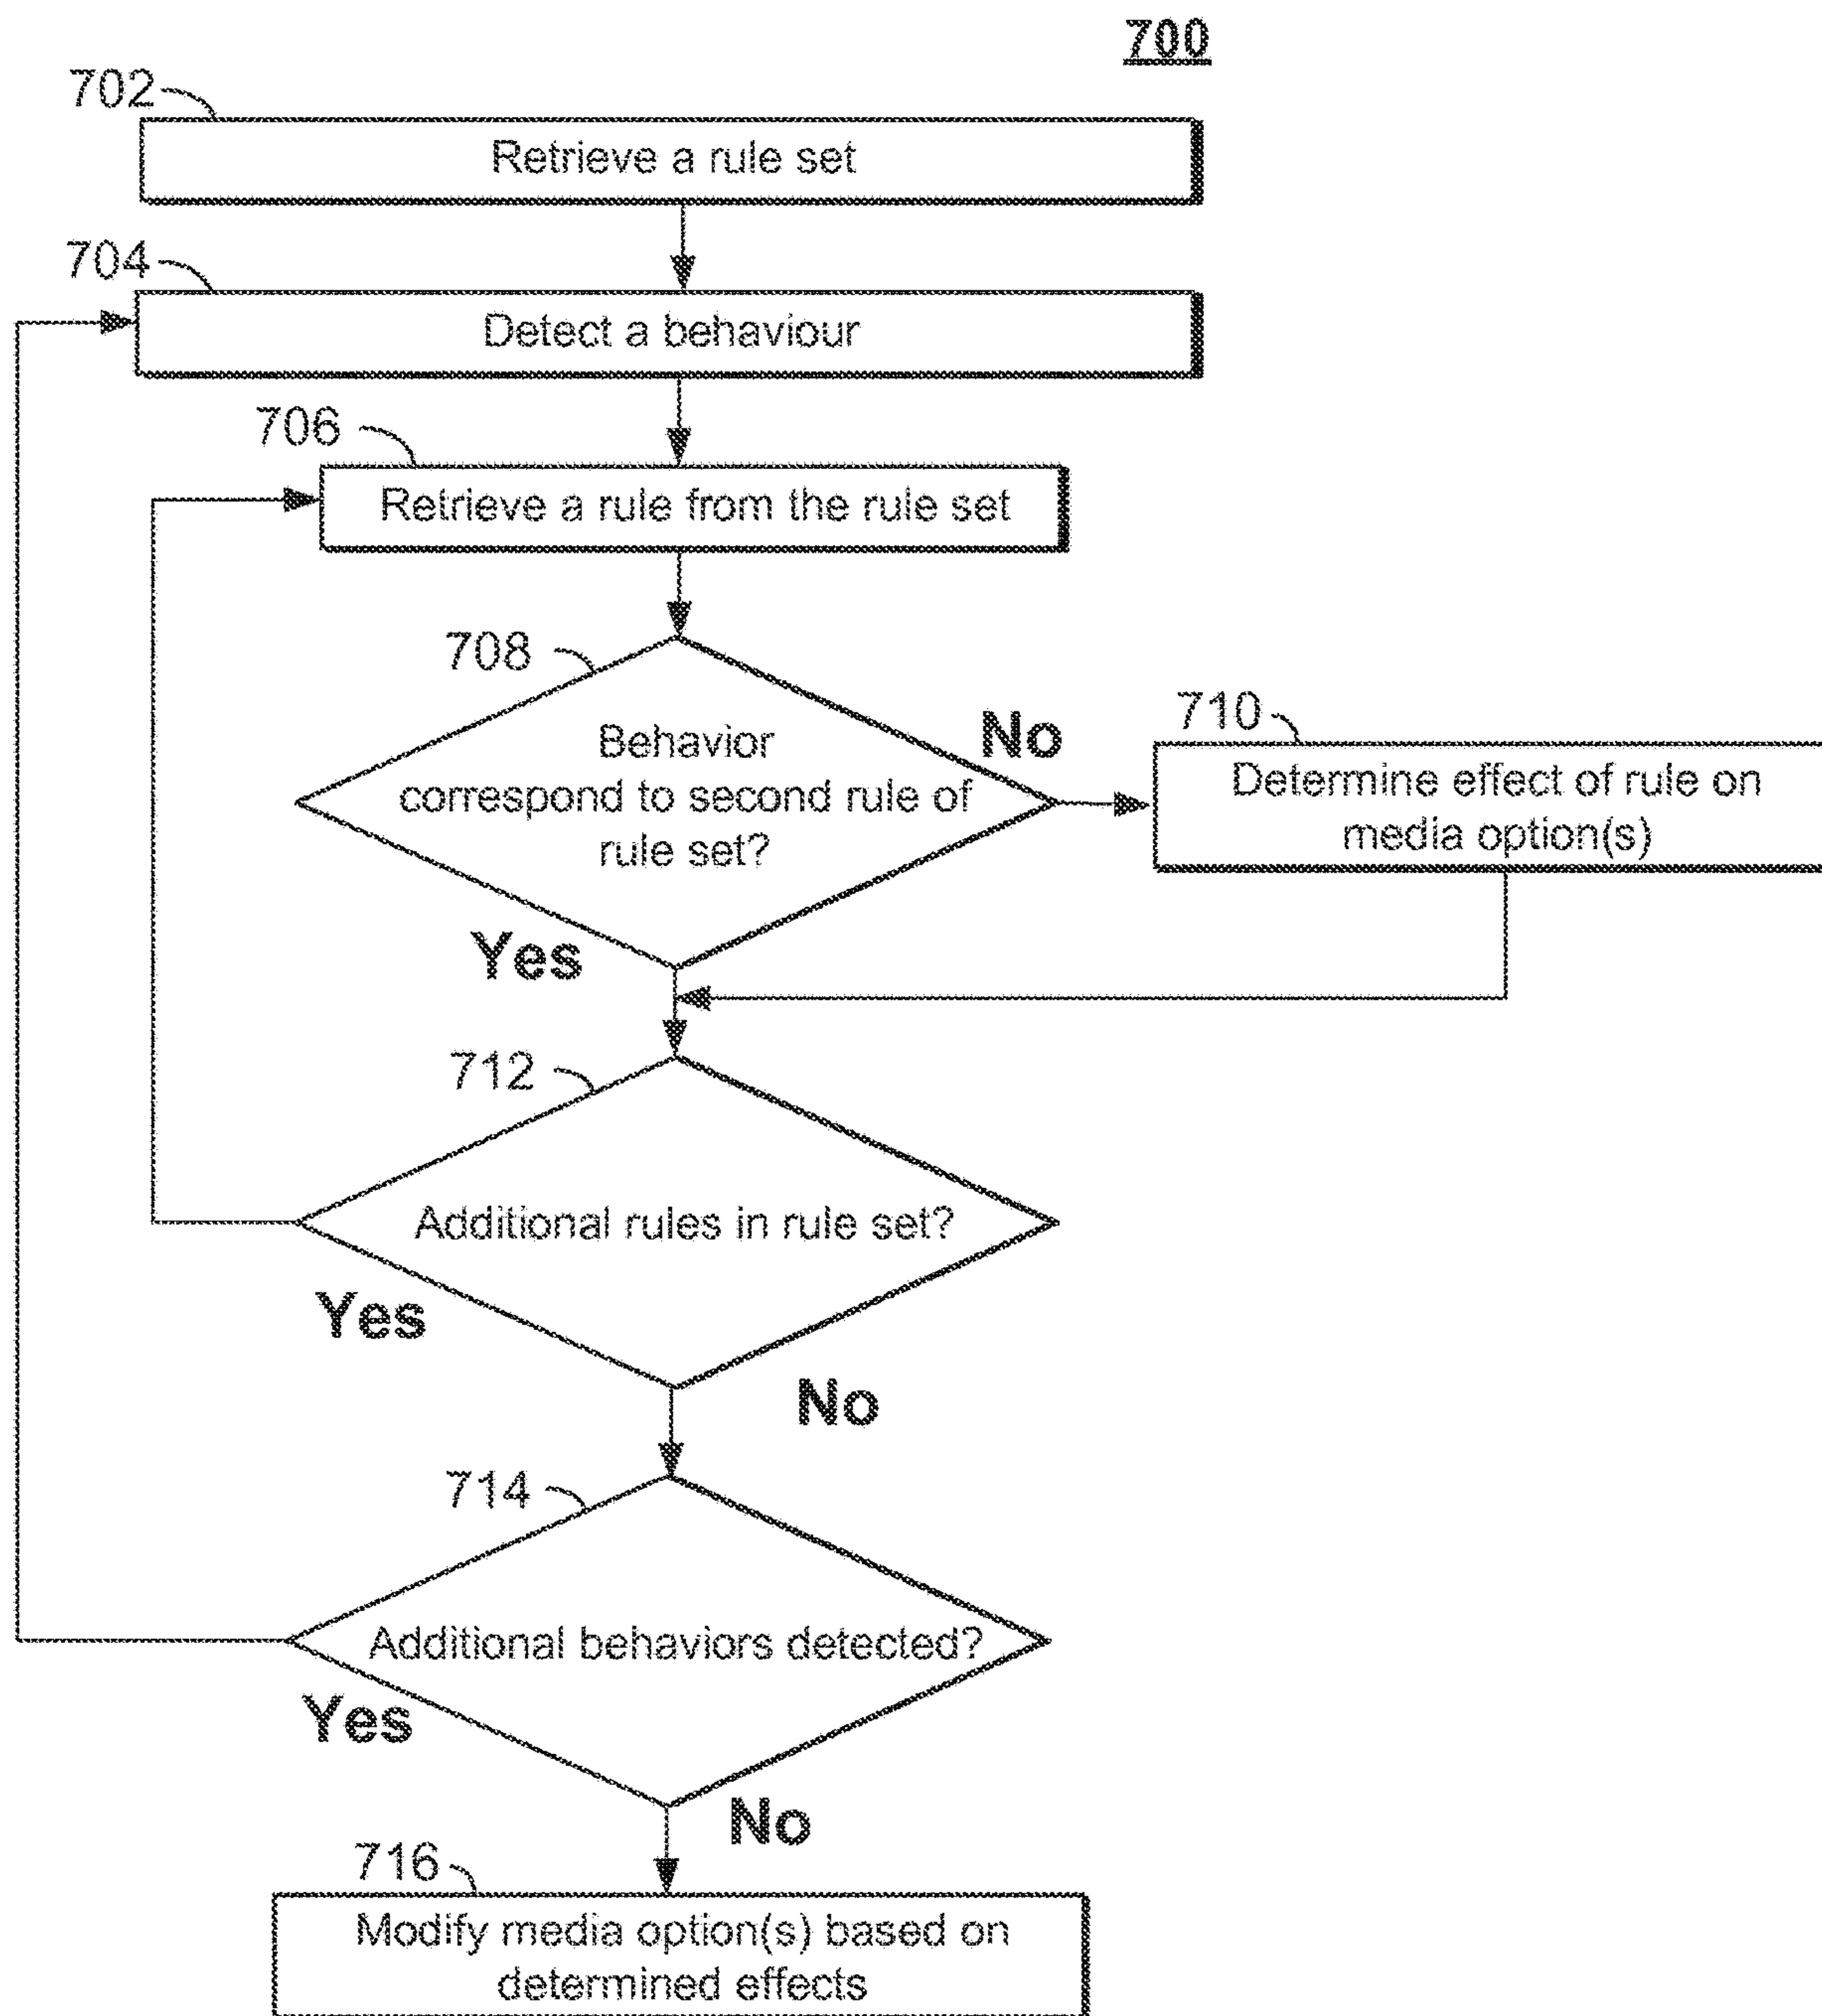 700
702
Retrieve a rule set
704
Detect a behaviour
706
Retrieve a rule from the rule set
708
Behavior
correspond to second rule of
rule set?
No
710
Determine effect of rule on
media option(s)
Yes
712
Additional rules in rule set?
Yes
No
714
Additional behaviors detected?
Yes
No
716
Modify media option(s) based on
determined effects